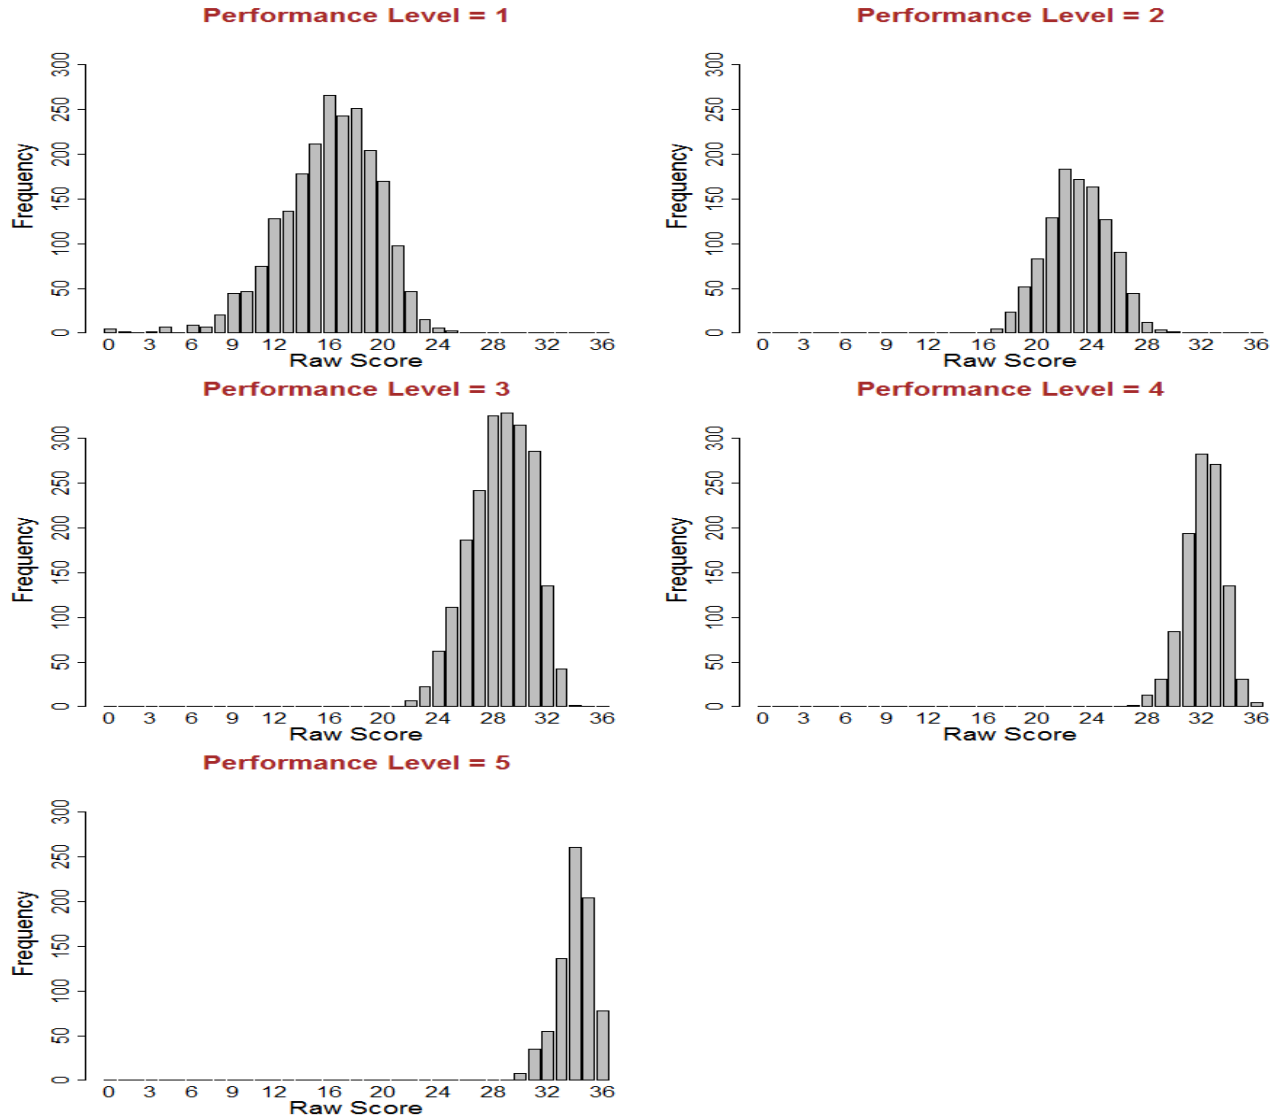 Performance Level = 1
Frequency
0 50 100 150 200 250 300
0 3 6 9 12 16 20 24 28 32 36
Raw Score
Performance Level = 2
Frequency
0 50 100 150 200 250 300
0 3 6 9 12 16 20 24 28 32 36
Raw Score
Performance Level = 3
Frequency
0 50 100 150 200 250 300
0 3 6 9 12 16 20 24 28 32 36
Raw Score
Performance Level = 4
Frequency
0 50 100 150 200 250 300
0 3 6 9 12 16 20 24 28 32 36
Raw Score
Performance Level = 5
Frequency
0 50 100 150 200 250 300
0 3 6 9 12 16 20 24 28 32 36
Raw Score